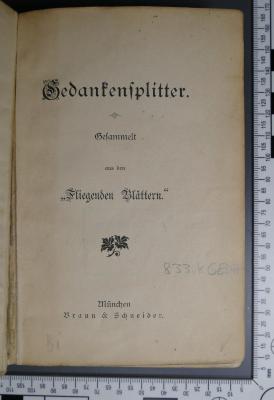 Gedankensplitter.
Gesammelt
aus den
„Fliegenden Blättern."
München
Braun & Schneider.